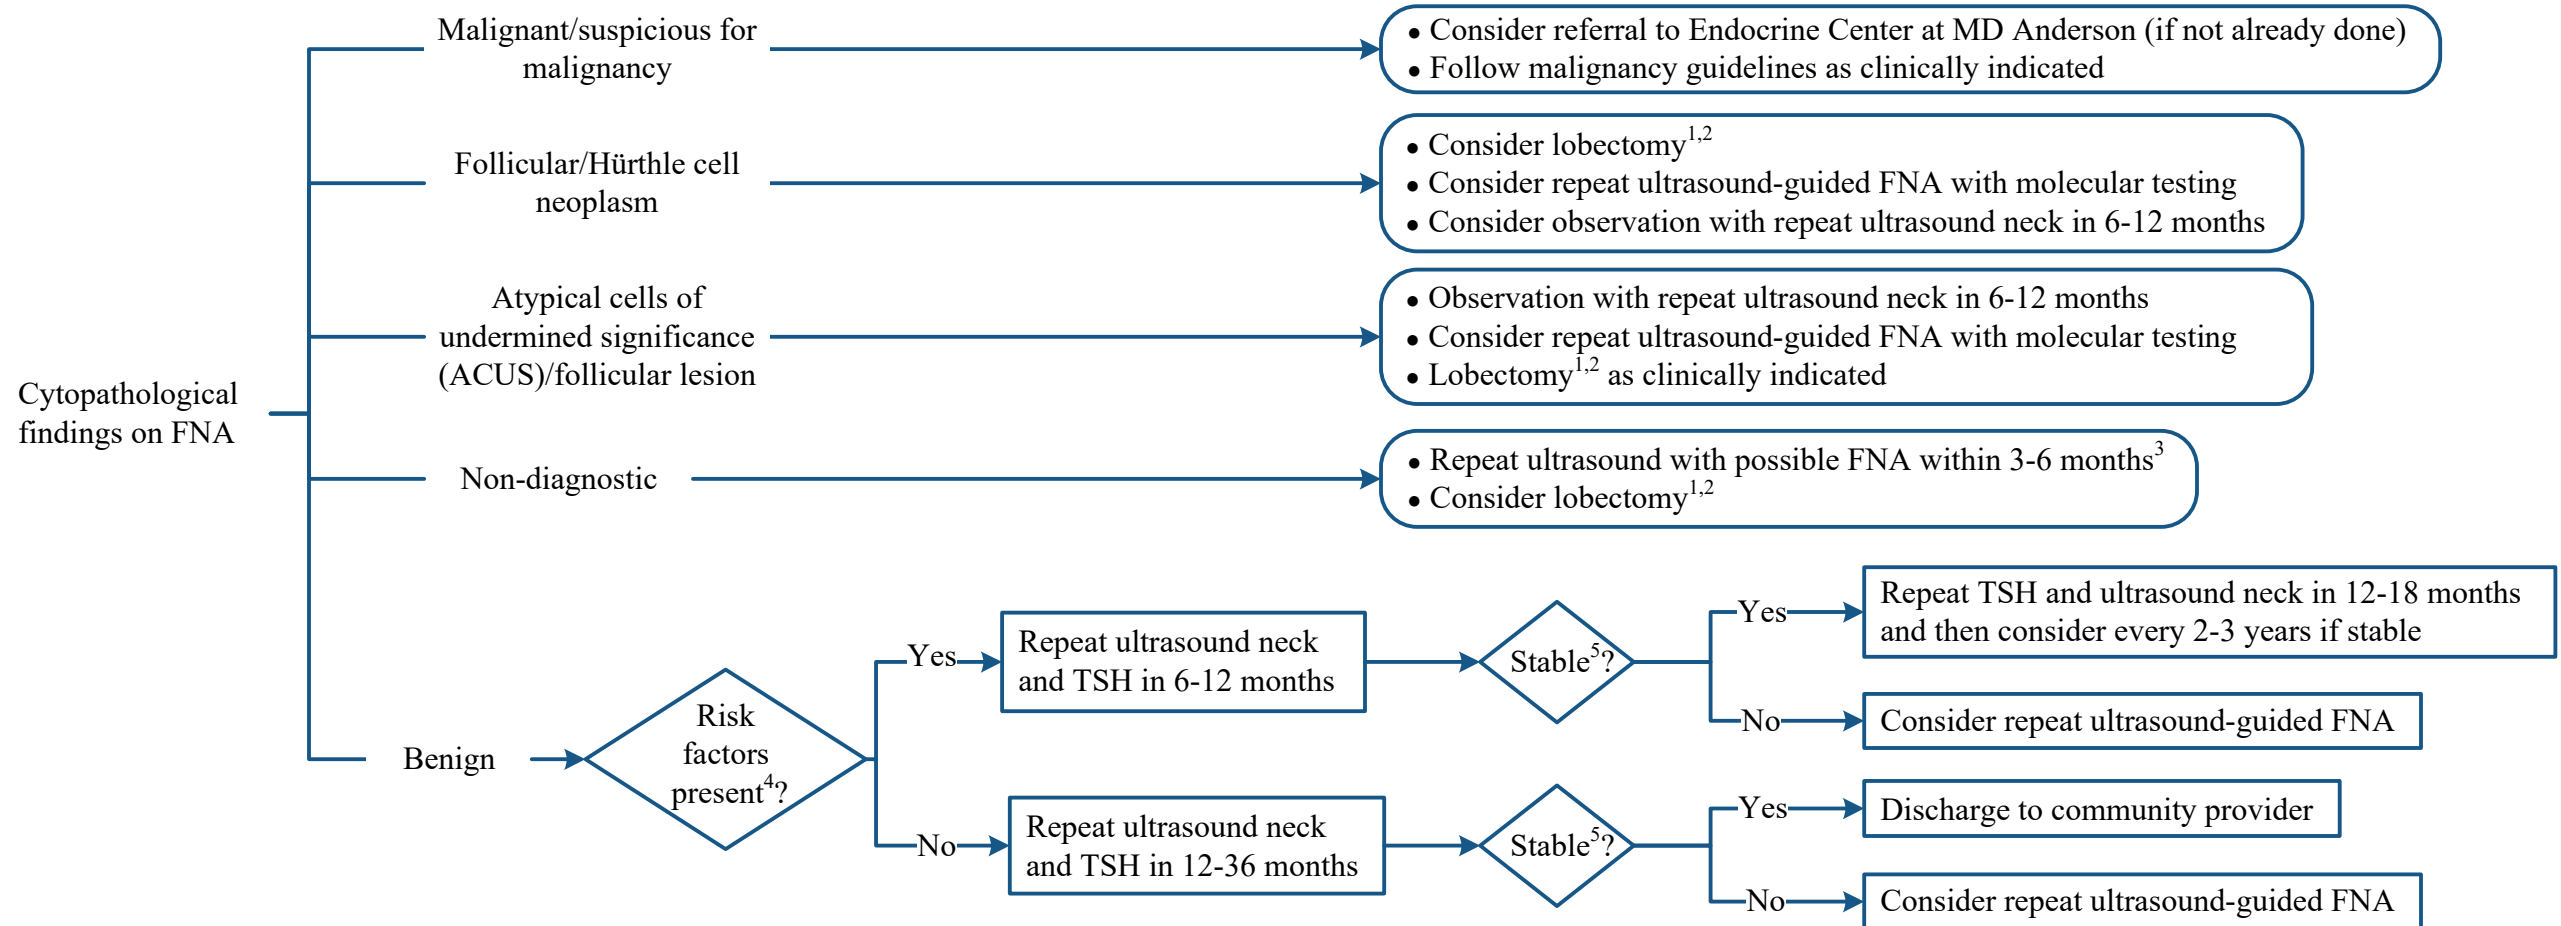 Malignant/suspicious for
malignancy
• Consider referral to Endocrine Center at MD Anderson (if not already done)
• Follow malignancy guidelines as clinically indicated
Follicular/Hürthle cell
neoplasm
• Consider lobectomy1,2
• Consider repeat ultrasound-guided FNA with molecular testing
• Consider observation with repeat ultrasound neck in 6-12 months
Atypical cells of
undermined significance
(ACUS)/follicular lesion
• Observation with repeat ultrasound neck in 6-12 months
• Consider repeat ultrasound-guided FNA with molecular testing
• Lobectomy1,2 as clinically indicated
Cytopathological
findings on FNA
Non-diagnostic
• Repeat ultrasound with possible FNA within 3-6 months3
• Consider lobectomy1,2
Benign
Risk
factors
present4?
Yes
Repeat ultrasound neck
and TSH in 6-12 months
Stable5?
Yes
Repeat TSH and ultrasound neck in 12-18 months
and then consider every 2-3 years if stable
No
Consider repeat ultrasound-guided FNA
No
Repeat ultrasound neck
and TSH in 12-36 months
Stable5?
Yes
Discharge to community provider
No
Consider repeat ultrasound-guided FNA